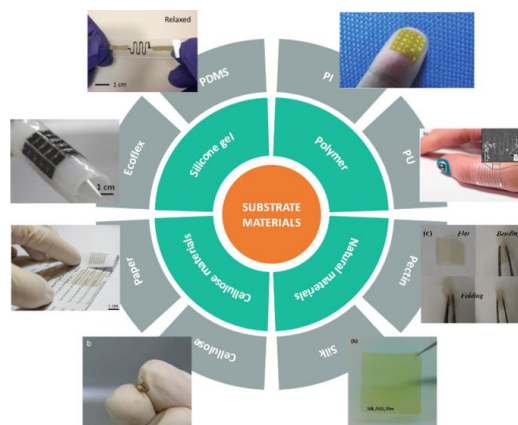 Relaxed
1 cm
PDMS
PI
Ecoflex
Silicone gel
Polymer
PU
1 cm
SUBSTRATE
MATERIALS
Paper
Cellulose materials
Natural materials
Pectin
(c)
Flat
Bending
Folding
Cellulose
Silk
b
(b)